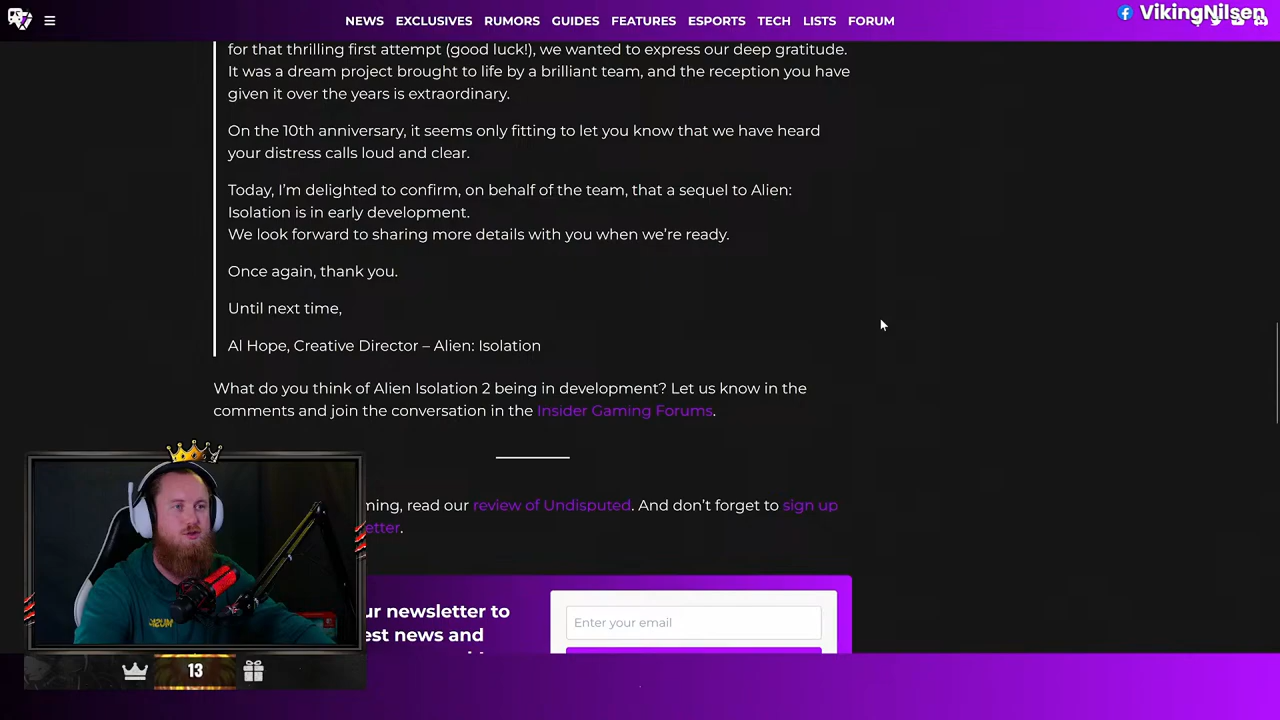 NEWS EXCLUSIVES RUMORS GUIDES FEATURES ESPORTS TECH LISTS FORUM
VikingNilsen
for that thrilling first attempt (good luck!), we wanted to express our deep gratitude.
It was a dream project brought to life by a brilliant team, and the reception you have
given it over the years is extraordinary.
On the 10th anniversary, it seems only fitting to let you know that we have heard
your distress calls loud and clear.
Today, I’m delighted to confirm, on behalf of the team, that a sequel to Alien:
Isolation is in early development.
We look forward to sharing more details with you when we’re ready.
Once again, thank you.
Until next time,
Al Hope, Creative Director – Alien: Isolation
What do you think of Alien Isolation 2 being in development? Let us know in the
comments and join the conversation in the Insider Gaming Forums.
ming, read our review of Undisputed. And don’t forget to sign up
etter.
ur newsletter to
est news and
Enter your email
13